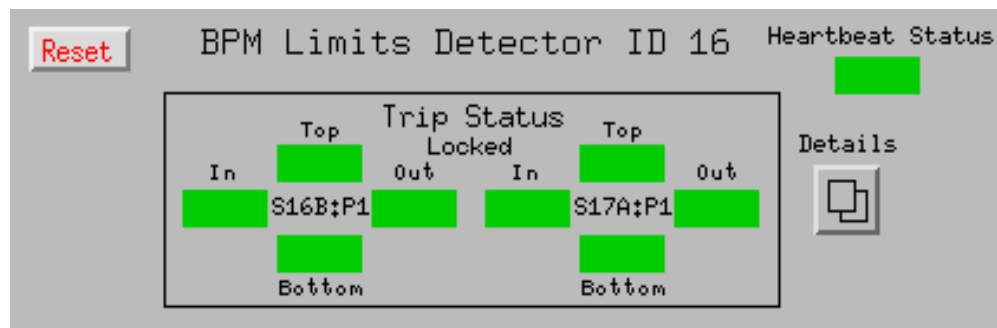 Reset
BPM Limits Detector ID 16
Heartbeat Status
Trip Status
Locked
Top
Top
In
Out
In
Out
S16B:P1
S17A:P1
Bottom
Bottom
Details